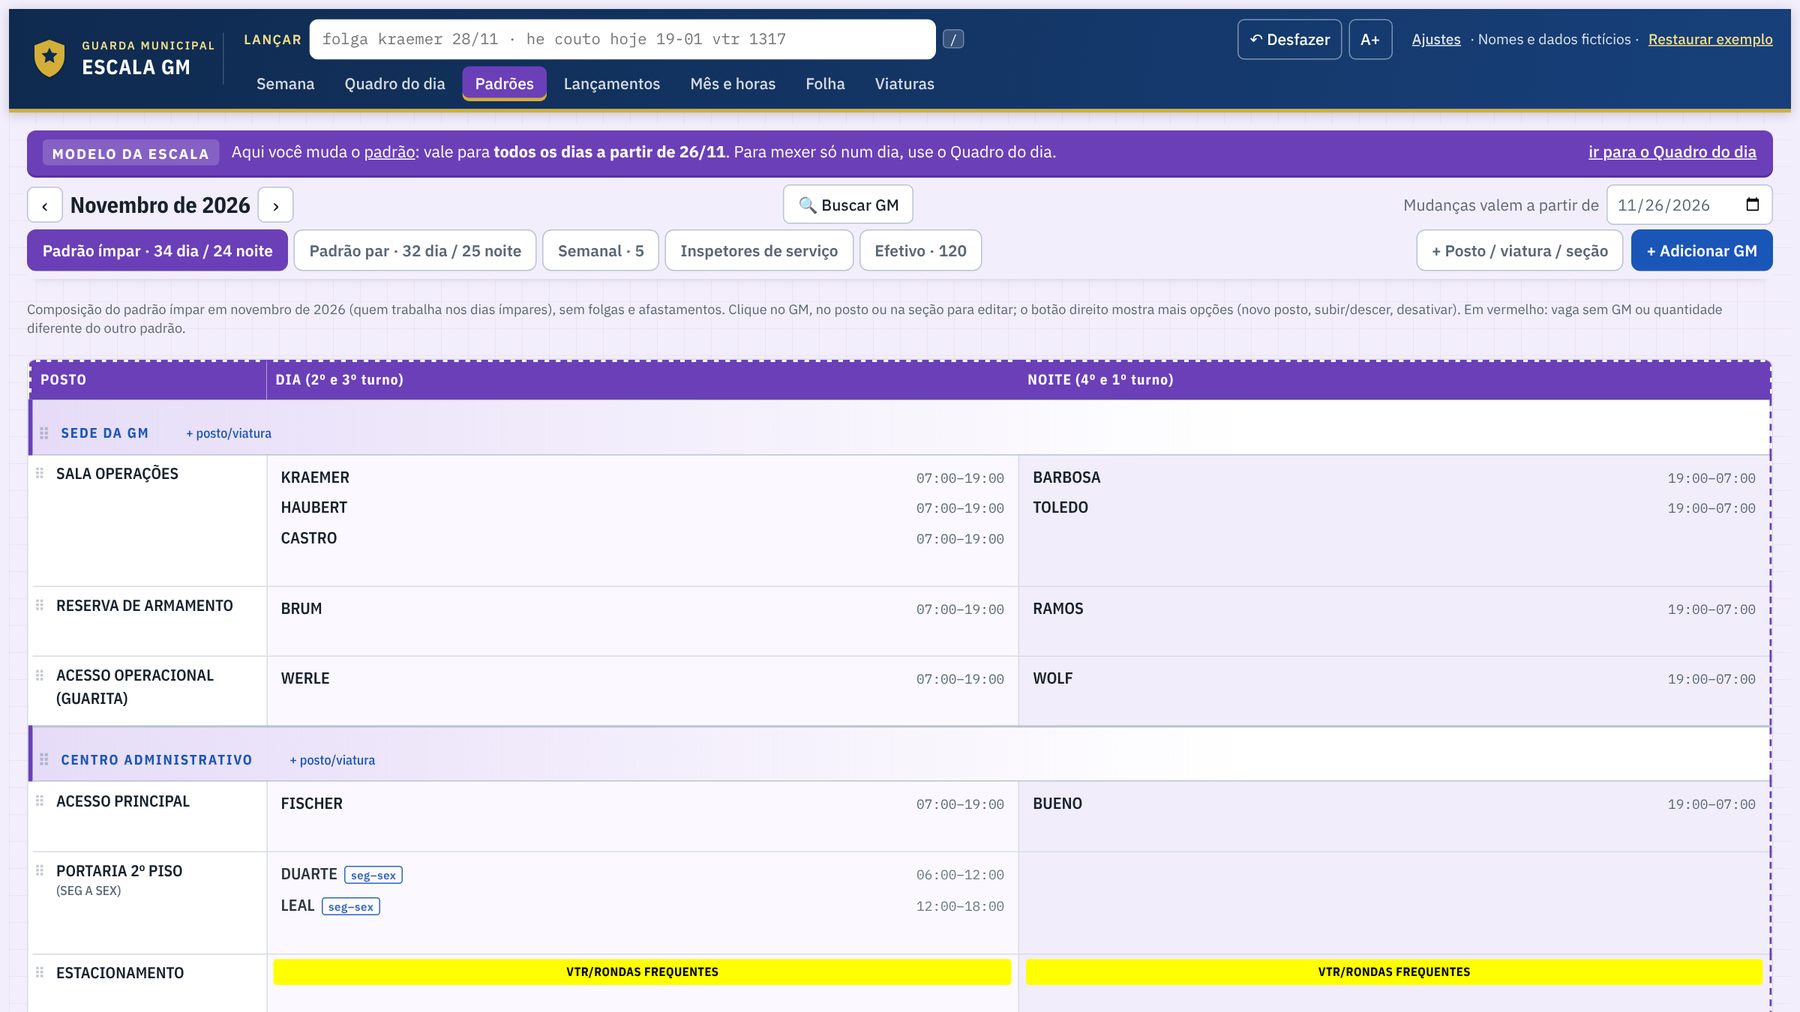 GUARDA MUNICIPAL
ESCALA GM
LANÇAR folga kraemer 28/11 · he couto hoje 19-01 vtr 1317 /
↶ Desfazer A+ Ajustes · Nomes e dados fictícios · Restaurar exemplo
Semana Quadro do dia Padrões Lançamentos Mês e horas Folha Viaturas
MODELO DA ESCALA Aqui você muda o padrão: vale para todos os dias a partir de 26/11. Para mexer só num dia, use o Quadro do dia. ir para o Quadro do dia
‹ Novembro de 2026 › 🔍 Buscar GM Mudanças valem a partir de 11/26/2026
Padrão ímpar · 34 dia / 24 noite Padrão par · 32 dia / 25 noite Semanal · 5 Inspetores de serviço Efetivo · 120 + Posto / viatura / seção + Adicionar GM
Composição do padrão ímpar em novembro de 2026 (quem trabalha nos dias ímpares), sem folgas e afastamentos. Clique no GM, no posto ou na seção para editar; o botão direito mostra mais opções (novo posto, subir/descer, desativar). Em vermelho: vaga sem GM ou quantidade
diferente do outro padrão.
POSTO DIA (2º e 3º turno) NOITE (4º e 1º turno)
SEDE DA GM + posto/viatura
SALA OPERAÇÕES KRAEMER 07:00–19:00 BARBOSA 19:00–07:00
HAUBERT 07:00–19:00 TOLEDO 19:00–07:00
CASTRO 07:00–19:00
RESERVA DE ARMAMENTO BRUM 07:00–19:00 RAMOS 19:00–07:00
ACESSO OPERACIONAL WERLE 07:00–19:00 WOLF 19:00–07:00
(GUARITA)
CENTRO ADMINISTRATIVO + posto/viatura
ACESSO PRINCIPAL FISCHER 07:00–19:00 BUENO 19:00–07:00
PORTARIA 2º PISO DUARTE seg–sex 06:00–12:00
(SEG A SEX)
LEAL seg–sex 12:00–18:00
ESTACIONAMENTO VTR/RONDAS FREQUENTES VTR/RONDAS FREQUENTES